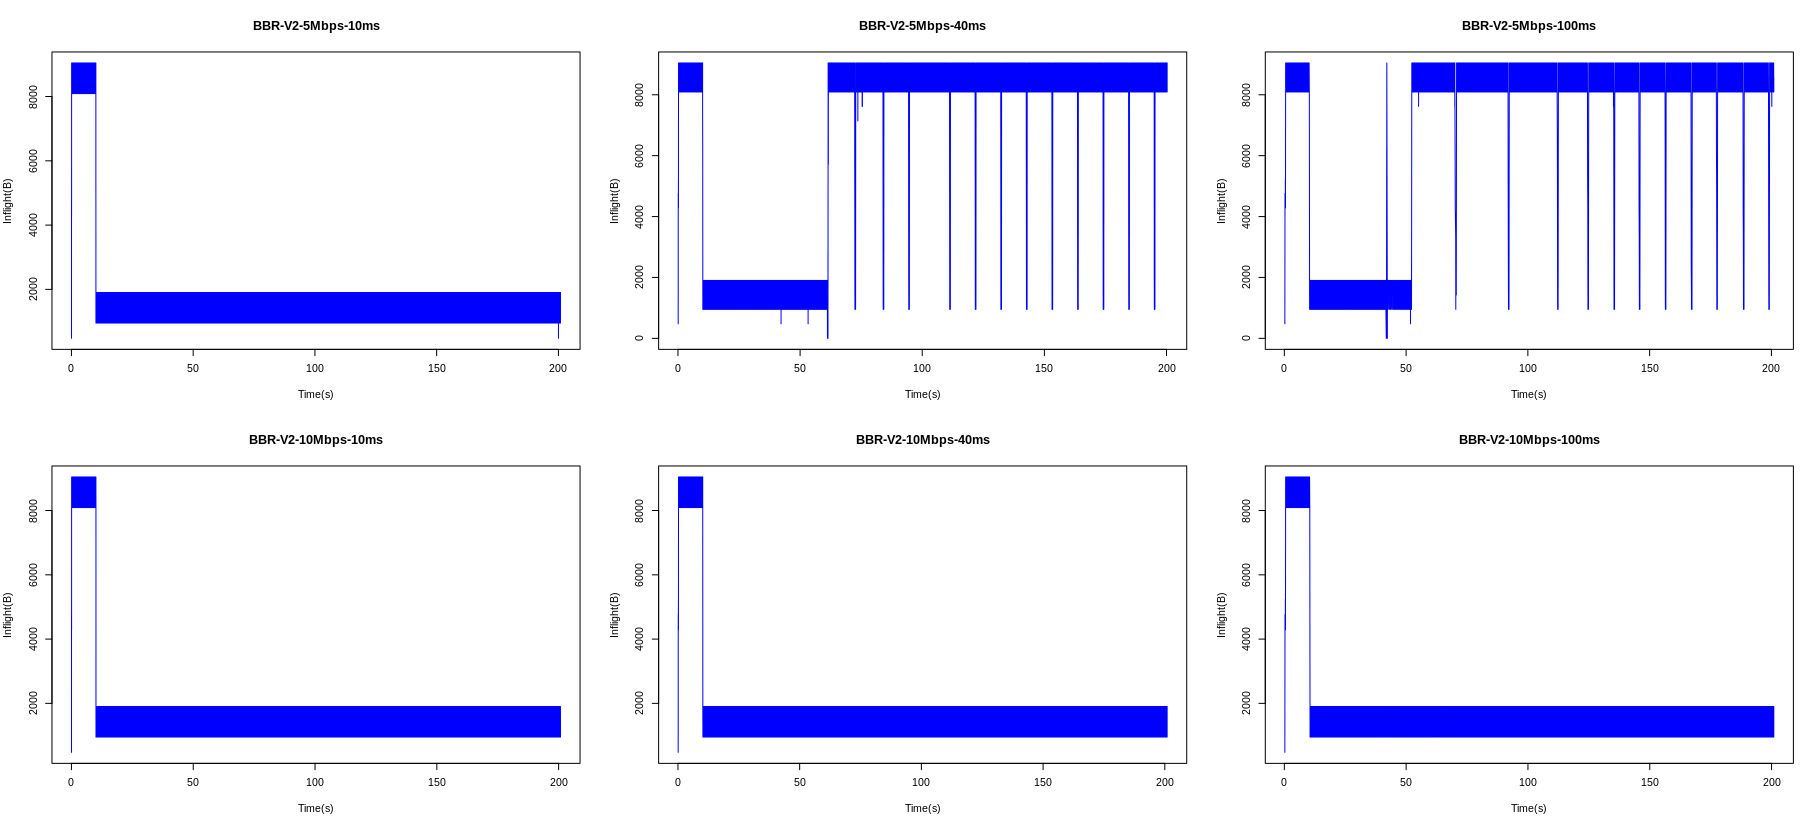 BBR-V2-5Mbps-10ms
Inflight(B)
8000
6000
4000
2000
0 50 100 150 200
Time(s)
BBR-V2-5Mbps-40ms
Inflight(B)
8000
6000
4000
2000
0
0 50 100 150 200
Time(s)
BBR-V2-5Mbps-100ms
Inflight(B)
8000
6000
4000
2000
0
0 50 100 150 200
Time(s)
BBR-V2-10Mbps-10ms
Inflight(B)
8000
6000
4000
2000
0 50 100 150 200
Time(s)
BBR-V2-10Mbps-40ms
Inflight(B)
8000
6000
4000
2000
0 50 100 150 200
Time(s)
BBR-V2-10Mbps-100ms
Inflight(B)
8000
6000
4000
2000
0 50 100 150 200
Time(s)